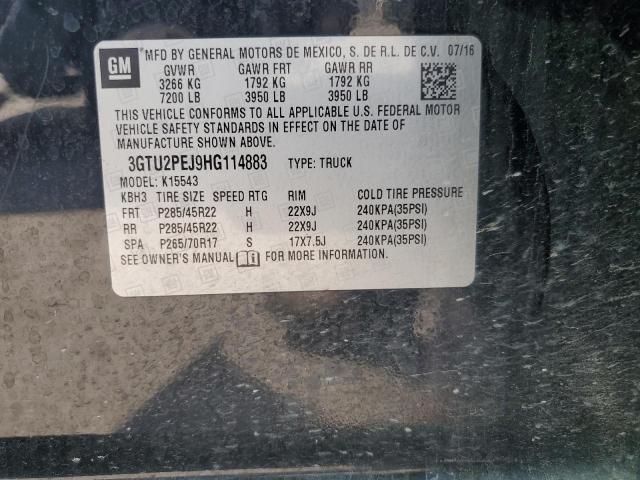 GM
MFD BY GENERAL MOTORS DE MEXICO, S. DE R.L. DE C.V. 07/16
GVWR GAWR FRT GAWR RR
3266 KG 1792 KG 1792 KG
7200 LB 3950 LB 3950 LB
THIS VEHICLE CONFORMS TO ALL APPLICABLE U.S. FEDERAL MOTOR
VEHICLE SAFETY STANDARDS IN EFFECT ON THE DATE OF
MANUFACTURE SHOWN ABOVE.
3GTU2PEJ9HG114883 TYPE: TRUCK
MODEL: K15543
KBH3 TIRE SIZE SPEED RTG RIM COLD TIRE PRESSURE
FRT P285/45R22 H 22X9J 240KPA(35PSI)
RR P285/45R22 H 22X9J 240KPA(35PSI)
SPA P265/70R17 S 17X7.5J 240KPA(35PSI)
SEE OWNER'S MANUAL FOR MORE INFORMATION.